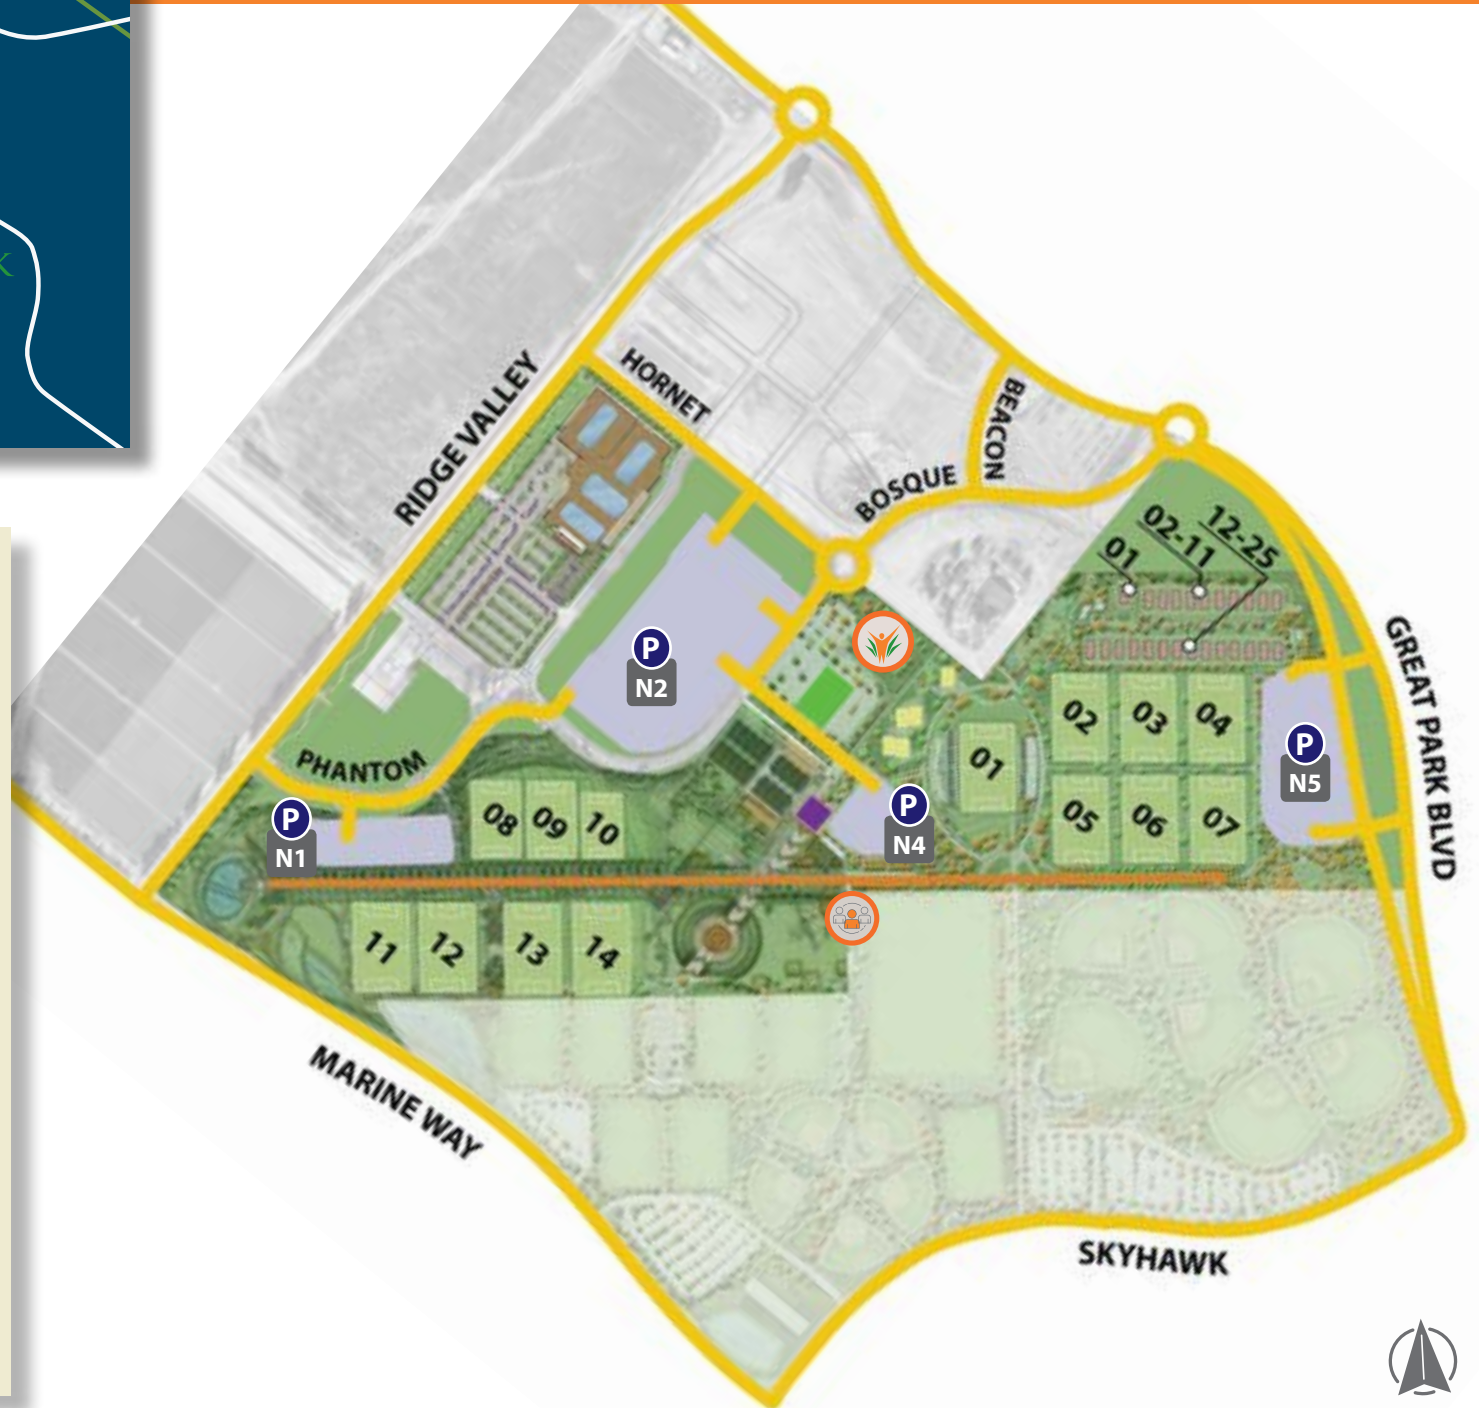 K
RIDGE VALLEY
HORNET
BEACON
BOSQUE
02-11
12-25
01
GREAT PARK BLVD
P
N2
02
03
04
P
N5
01
PHANTOM
P
N1
08
09
10
P
N4
05
06
07
11
12
13
14
MARINE WAY
SKYHAWK